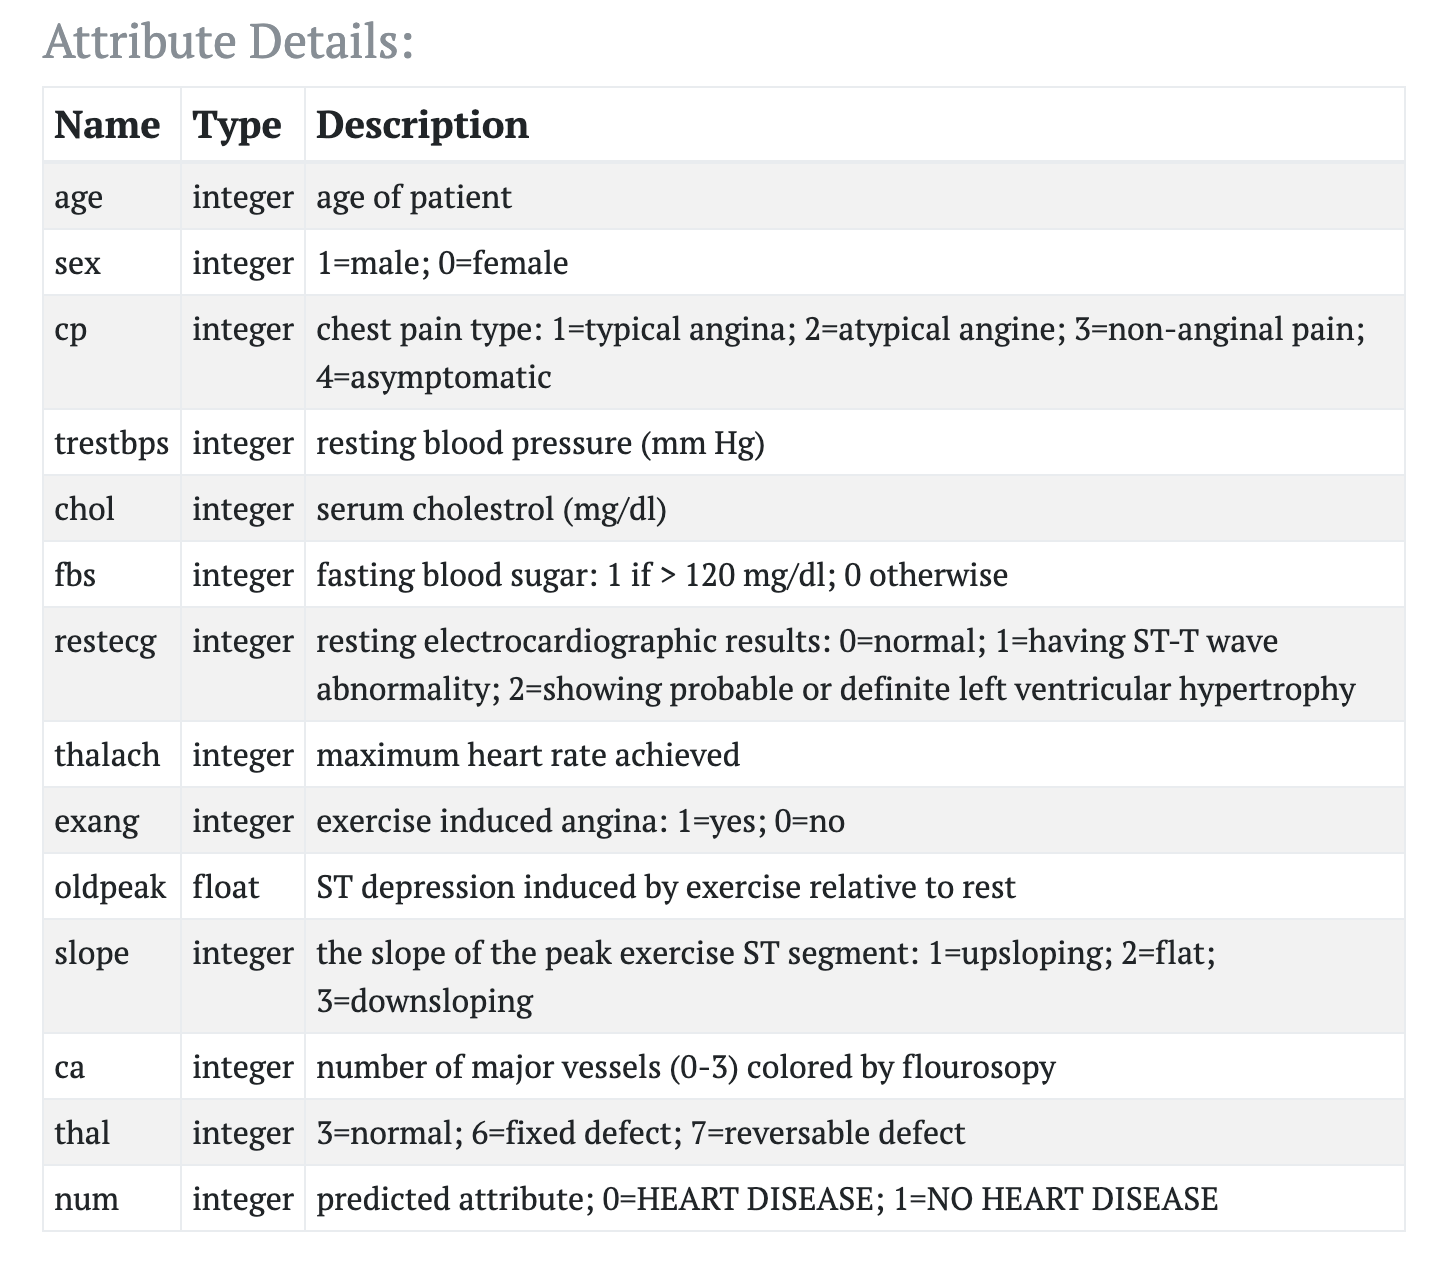 Attribute Details:
Name Type Description
age integer age of patient
sex integer 1=male; 0=female
cp integer chest pain type: 1=typical angina; 2=atypical angine; 3=non-anginal pain;
4=asymptomatic
trestbps integer resting blood pressure (mm Hg)
chol integer serum cholestrol (mg/dl)
fbs integer fasting blood sugar: 1 if > 120 mg/dl; 0 otherwise
restecg integer resting electrocardiographic results: 0=normal; 1=having ST-T wave
abnormality; 2=showing probable or definite left ventricular hypertrophy
thalach integer maximum heart rate achieved
exang integer exercise induced angina: 1=yes; 0=no
oldpeak float ST depression induced by exercise relative to rest
slope integer the slope of the peak exercise ST segment: 1=upsloping; 2=flat;
3=downsloping
ca integer number of major vessels (0-3) colored by flourosopy
thal integer 3=normal; 6=fixed defect; 7=reversable defect
num integer predicted attribute; 0=HEART DISEASE; 1=NO HEART DISEASE